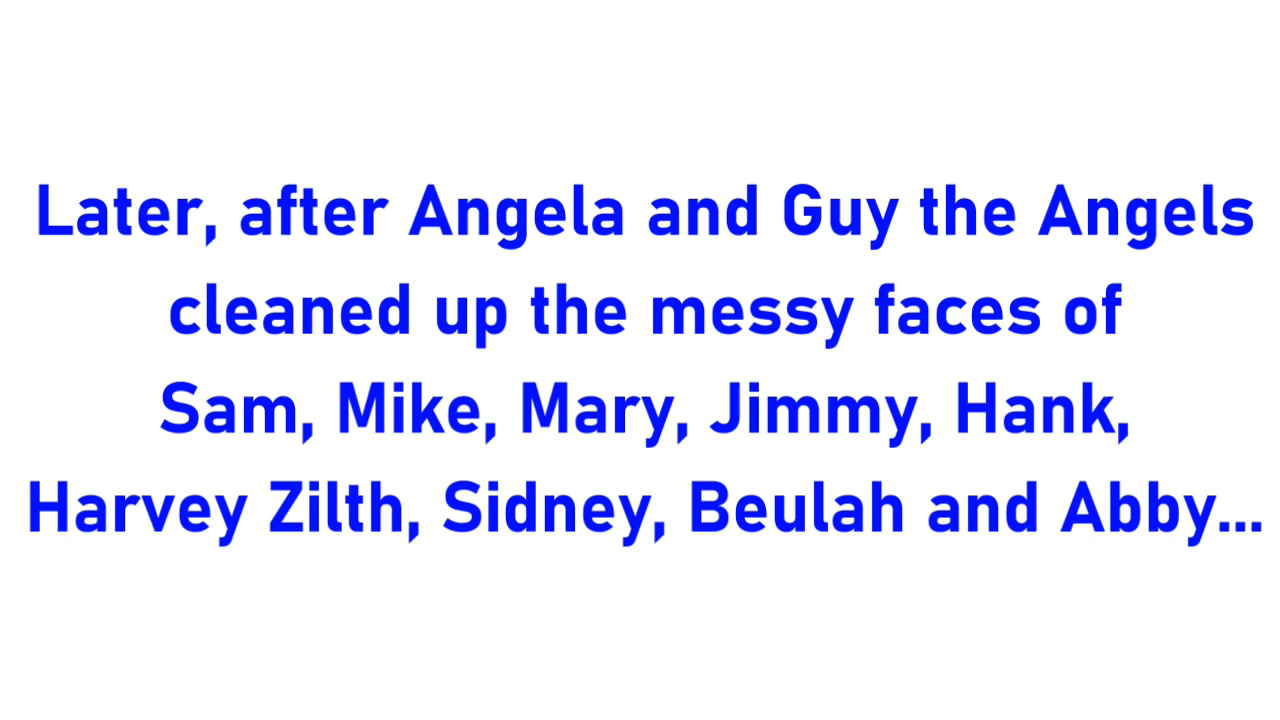 Later, after Angela and Guy the Angels
cleaned up the messy faces of
Sam, Mike, Mary, Jimmy, Hank,
Harvey Zilth, Sidney, Beulah and Abby...